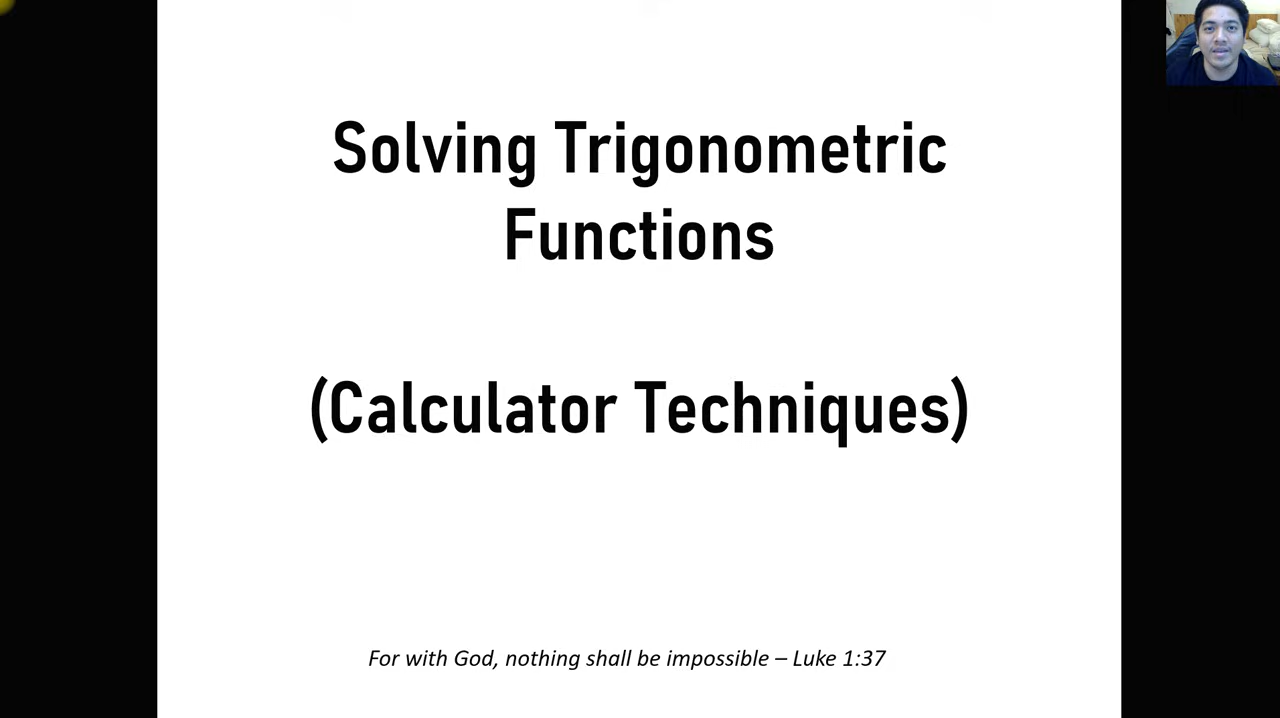 Solving Trigonometric
Functions
(Calculator Techniques)
For with God, nothing shall be impossible – Luke 1:37